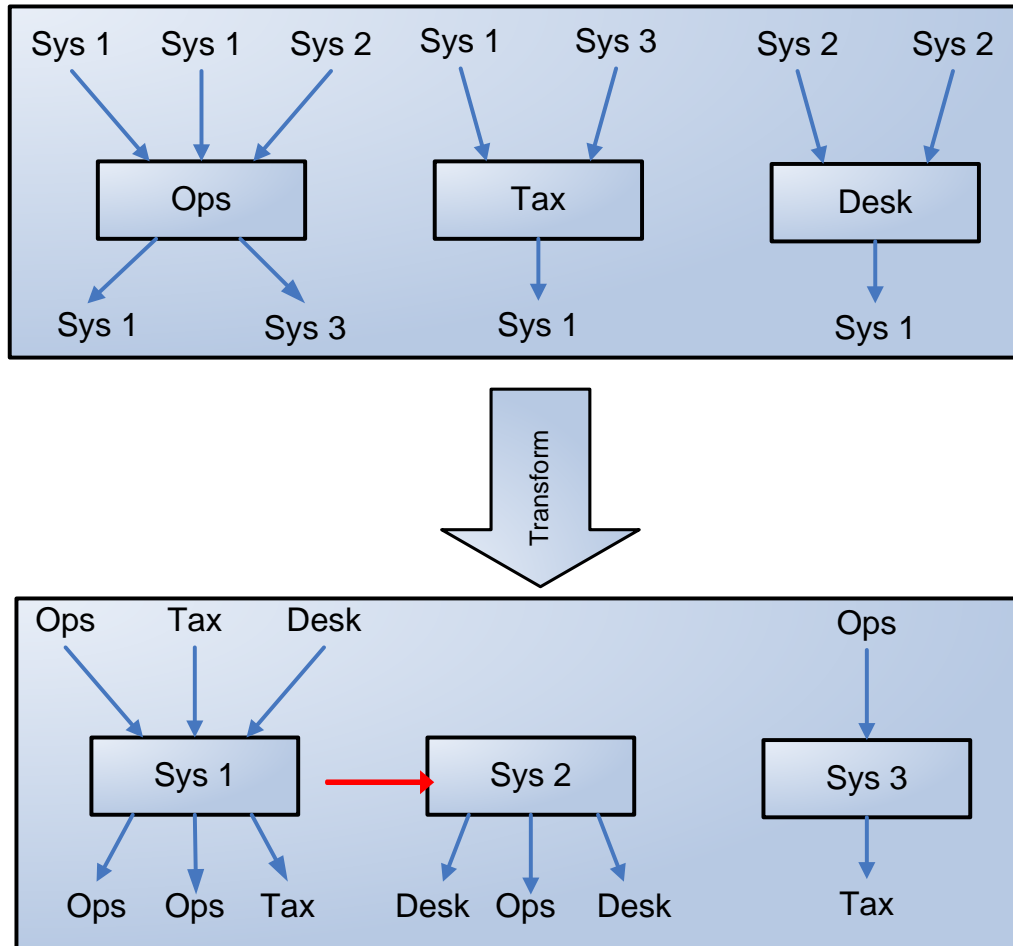 Sys 1 Sys 1 Sys 2 Sys 1 Sys 3 Sys 2 Sys 2
Ops Tax Desk
Sys 1 Sys 3 Sys 1 Sys 1
Transform
Ops Tax Desk Ops
Sys 1 Sys 2 Sys 3
Ops Ops Tax Desk Ops Desk Tax